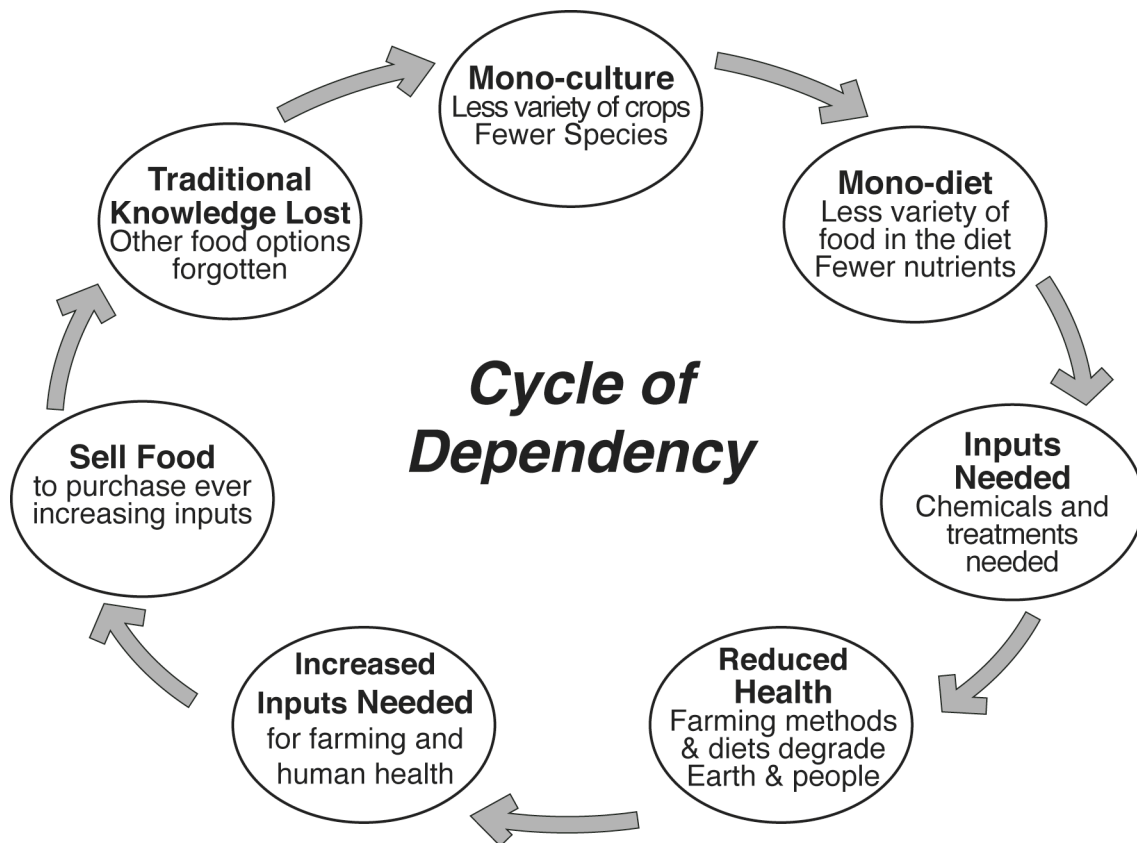 Mono-culture
Less variety of crops
Fewer Species
Mono-diet
Less variety of
food in the diet
Fewer nutrients
Inputs
Needed
Chemicals and
treatments
needed
Reduced
Health
Farming methods
& diets degrade
Earth & people
Increased
Inputs Needed
for farming and
human health
Sell Food
to purchase ever
increasing inputs
Traditional
Knowledge Lost
Other food options
forgotten
Cycle of
Dependency